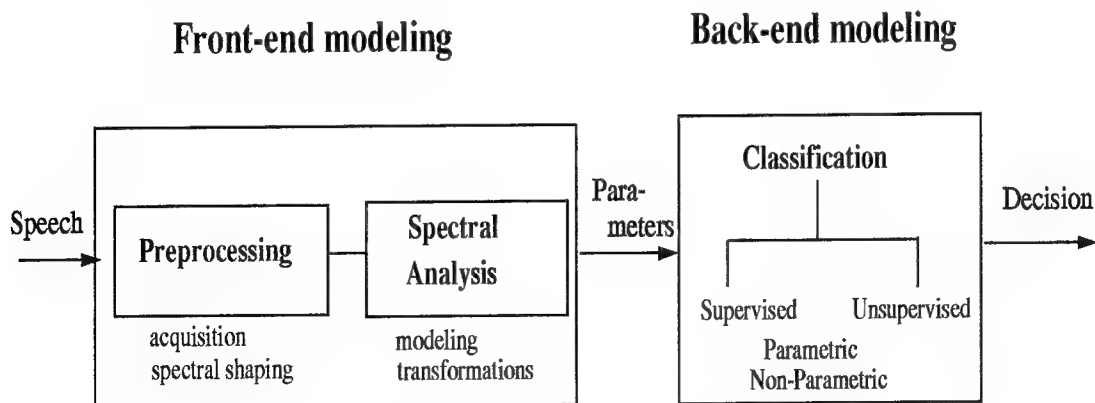 Front-end modeling
Back-end modeling
Speech
Preprocessing
acquisition
spectral shaping
Spectral
Analysis
modeling
transformations
Para-
meters
Classification
Supervised
Unsupervised
Parametric
Non-Parametric
Decision